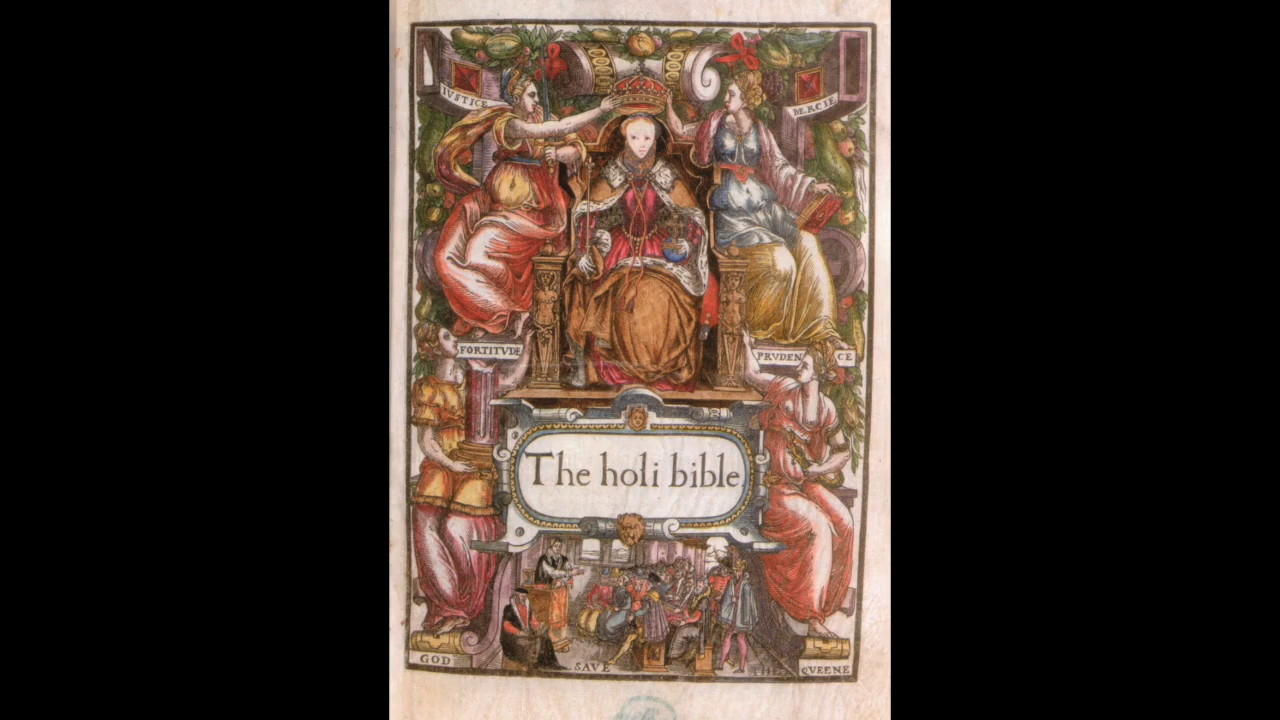 IVSTICE
MERCIE
FORTITVDE
PRVDENCE
The holi bible
GOD SAVE THE QVEENE